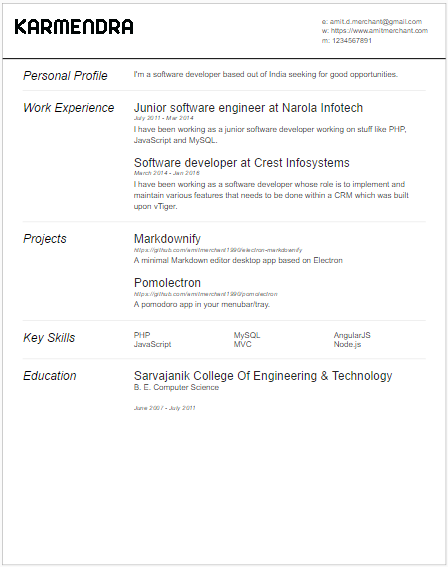 KARMENDRA
e: amit.d.merchant@gmail.com
w: https://www.amitmerchant.com
m: 1234567891
Personal Profile
I'm a software developer based out of India seeking for good opportunities.
Work Experience
Junior software engineer at Narola Infotech
July 2011 - Mar 2014
I have been working as a junior software developer working on stuff like PHP,
JavaScript and MySQL.
Software developer at Crest Infosystems
March 2014 - Jan 2016
I have been working as a software developer whose role is to implement and
maintain various features that needs to be done within a CRM which was built
upon vTiger.
Projects
Markdownify
https://github.com/amitmerchant1990/electron-markdownify
A minimal Markdown editor desktop app based on Electron
Pomolectron
https://github.com/amitmerchant1990/pomolectron
A pomodoro app in your menubar/tray.
Key Skills
PHP MySQL AngularJS
JavaScript MVC Node.js
Education
Sarvajanik College Of Engineering & Technology
B. E. Computer Science
June 2007 - July 2011